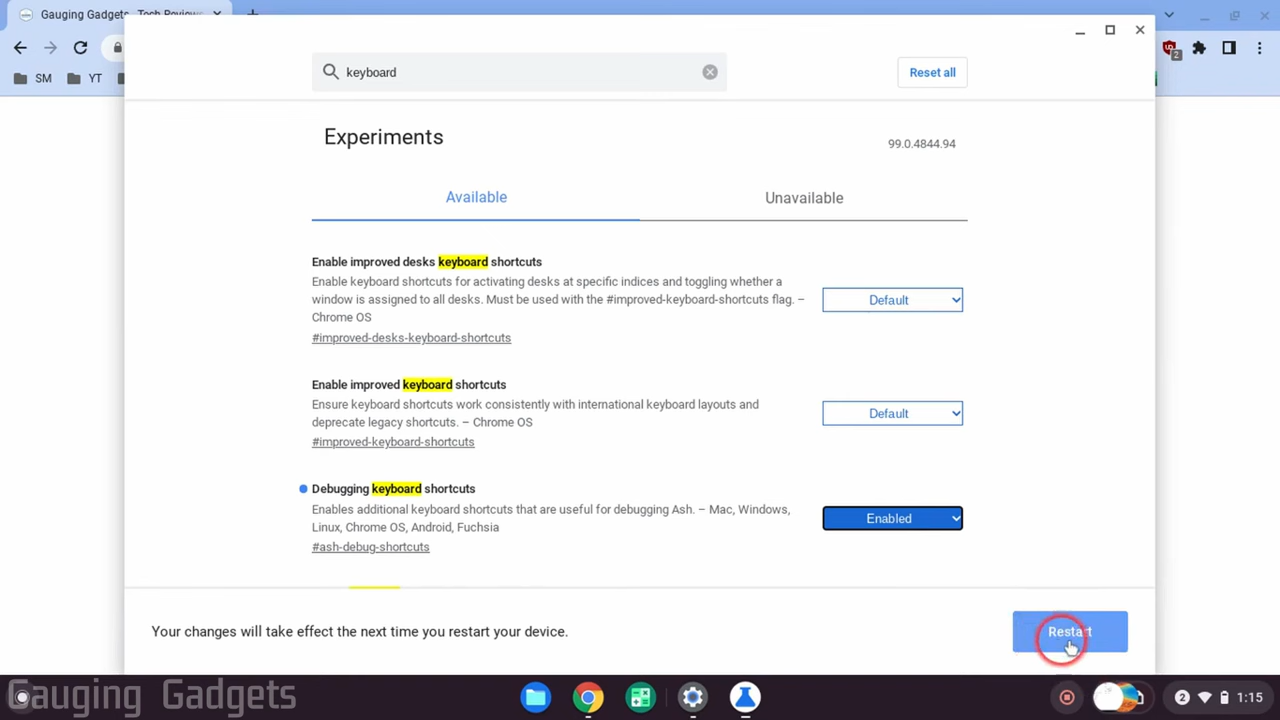 Gauging Gadgets - Tech Reviews
2
SM
YT
keyboard
Reset all
Experiments
99.0.4844.94
Available
Unavailable
Enable improved desks keyboard shortcuts
Enable keyboard shortcuts for activating desks at specific indices and toggling whether a
window is assigned to all desks. Must be used with the #improved-keyboard-shortcuts flag. –
Chrome OS
#improved-desks-keyboard-shortcuts
Default
Enable improved keyboard shortcuts
Ensure keyboard shortcuts work consistently with international keyboard layouts and
deprecate legacy shortcuts. – Chrome OS
#improved-keyboard-shortcuts
Default
Debugging keyboard shortcuts
Enables additional keyboard shortcuts that are useful for debugging Ash. – Mac, Windows,
Linux, Chrome OS, Android, Fuchsia
#ash-debug-shortcuts
Enabled
Your changes will take effect the next time you restart your device.
Restart
Gauging Gadgets
2
1:15